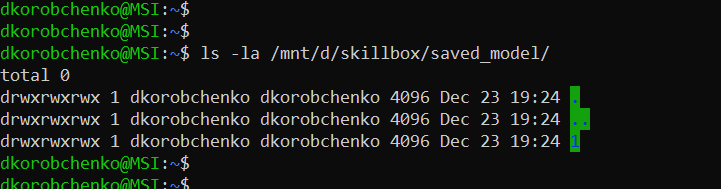 dkorobchenko@MSI:~$
dkorobchenko@MSI:~$
dkorobchenko@MSI:~$ ls -la /mnt/d/skillbox/saved_model/
total 0
drwxrwxrwx 1 dkorobchenko dkorobchenko 4096 Dec 23 19:24 .
drwxrwxrwx 1 dkorobchenko dkorobchenko 4096 Dec 23 19:24 ..
drwxrwxrwx 1 dkorobchenko dkorobchenko 4096 Dec 23 19:24 1
dkorobchenko@MSI:~$
dkorobchenko@MSI:~$